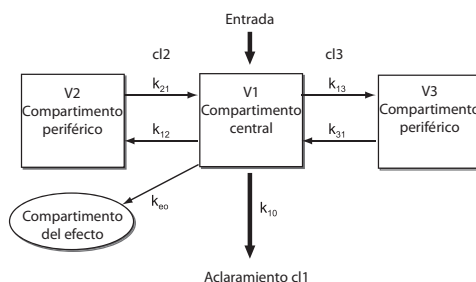 Entrada
cl2
cl3
V2
Compartimento
periférico
k21
k12
V1
Compartimento
central
k13
k31
V3
Compartimento
periférico
Compartimento
del efecto
keo
k10
Aclaramiento cl1